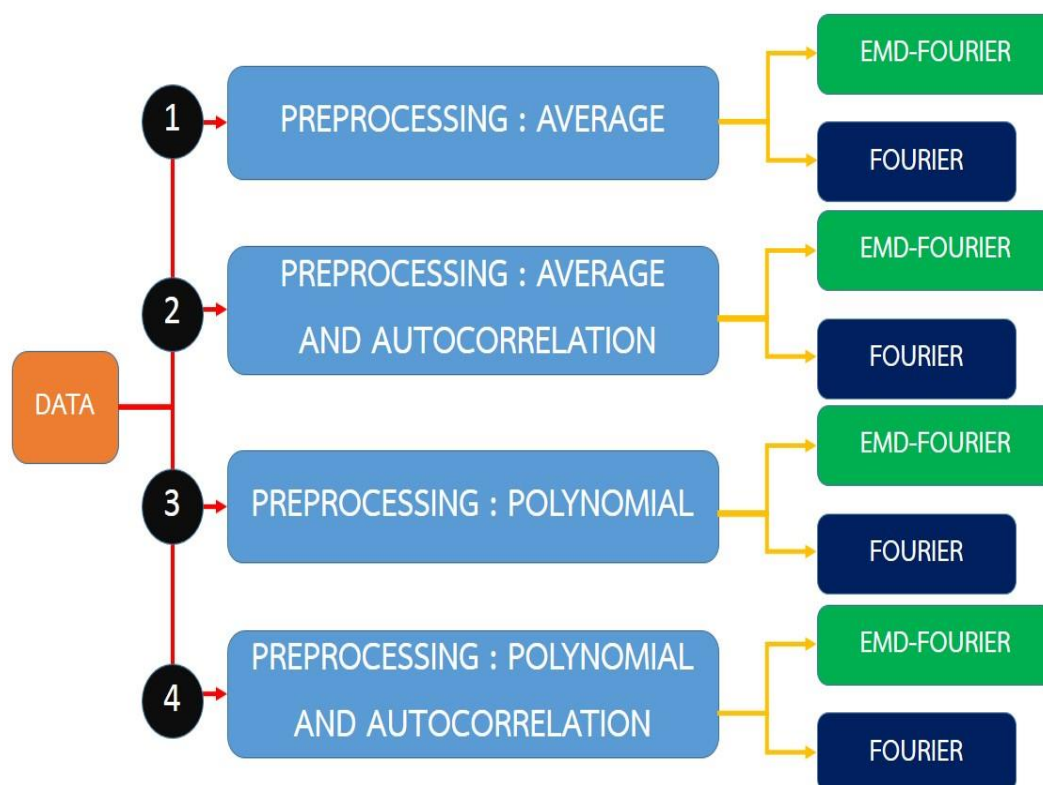 1
PREPROCESSING : AVERAGE
EMD-FOURIER
FOURIER
2
PREPROCESSING : AVERAGE
AND AUTOCORRELATION
EMD-FOURIER
FOURIER
DATA
3
PREPROCESSING : POLYNOMIAL
EMD-FOURIER
FOURIER
4
PREPROCESSING : POLYNOMIAL
AND AUTOCORRELATION
EMD-FOURIER
FOURIER